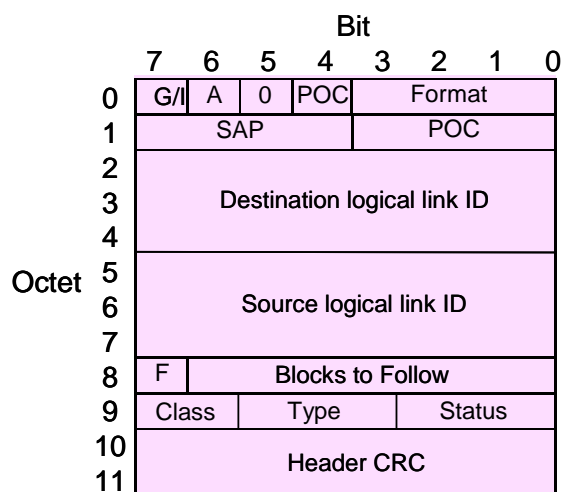 Bit
7 6 5 4 3 2 1 0
0 G/I A 0 POC Format
1 SAP POC
2
3 Destination logical link ID
4
5
Octet 6 Source logical link ID
7
8 F Blocks to Follow
9 Class Type Status
10
Header CRC
11